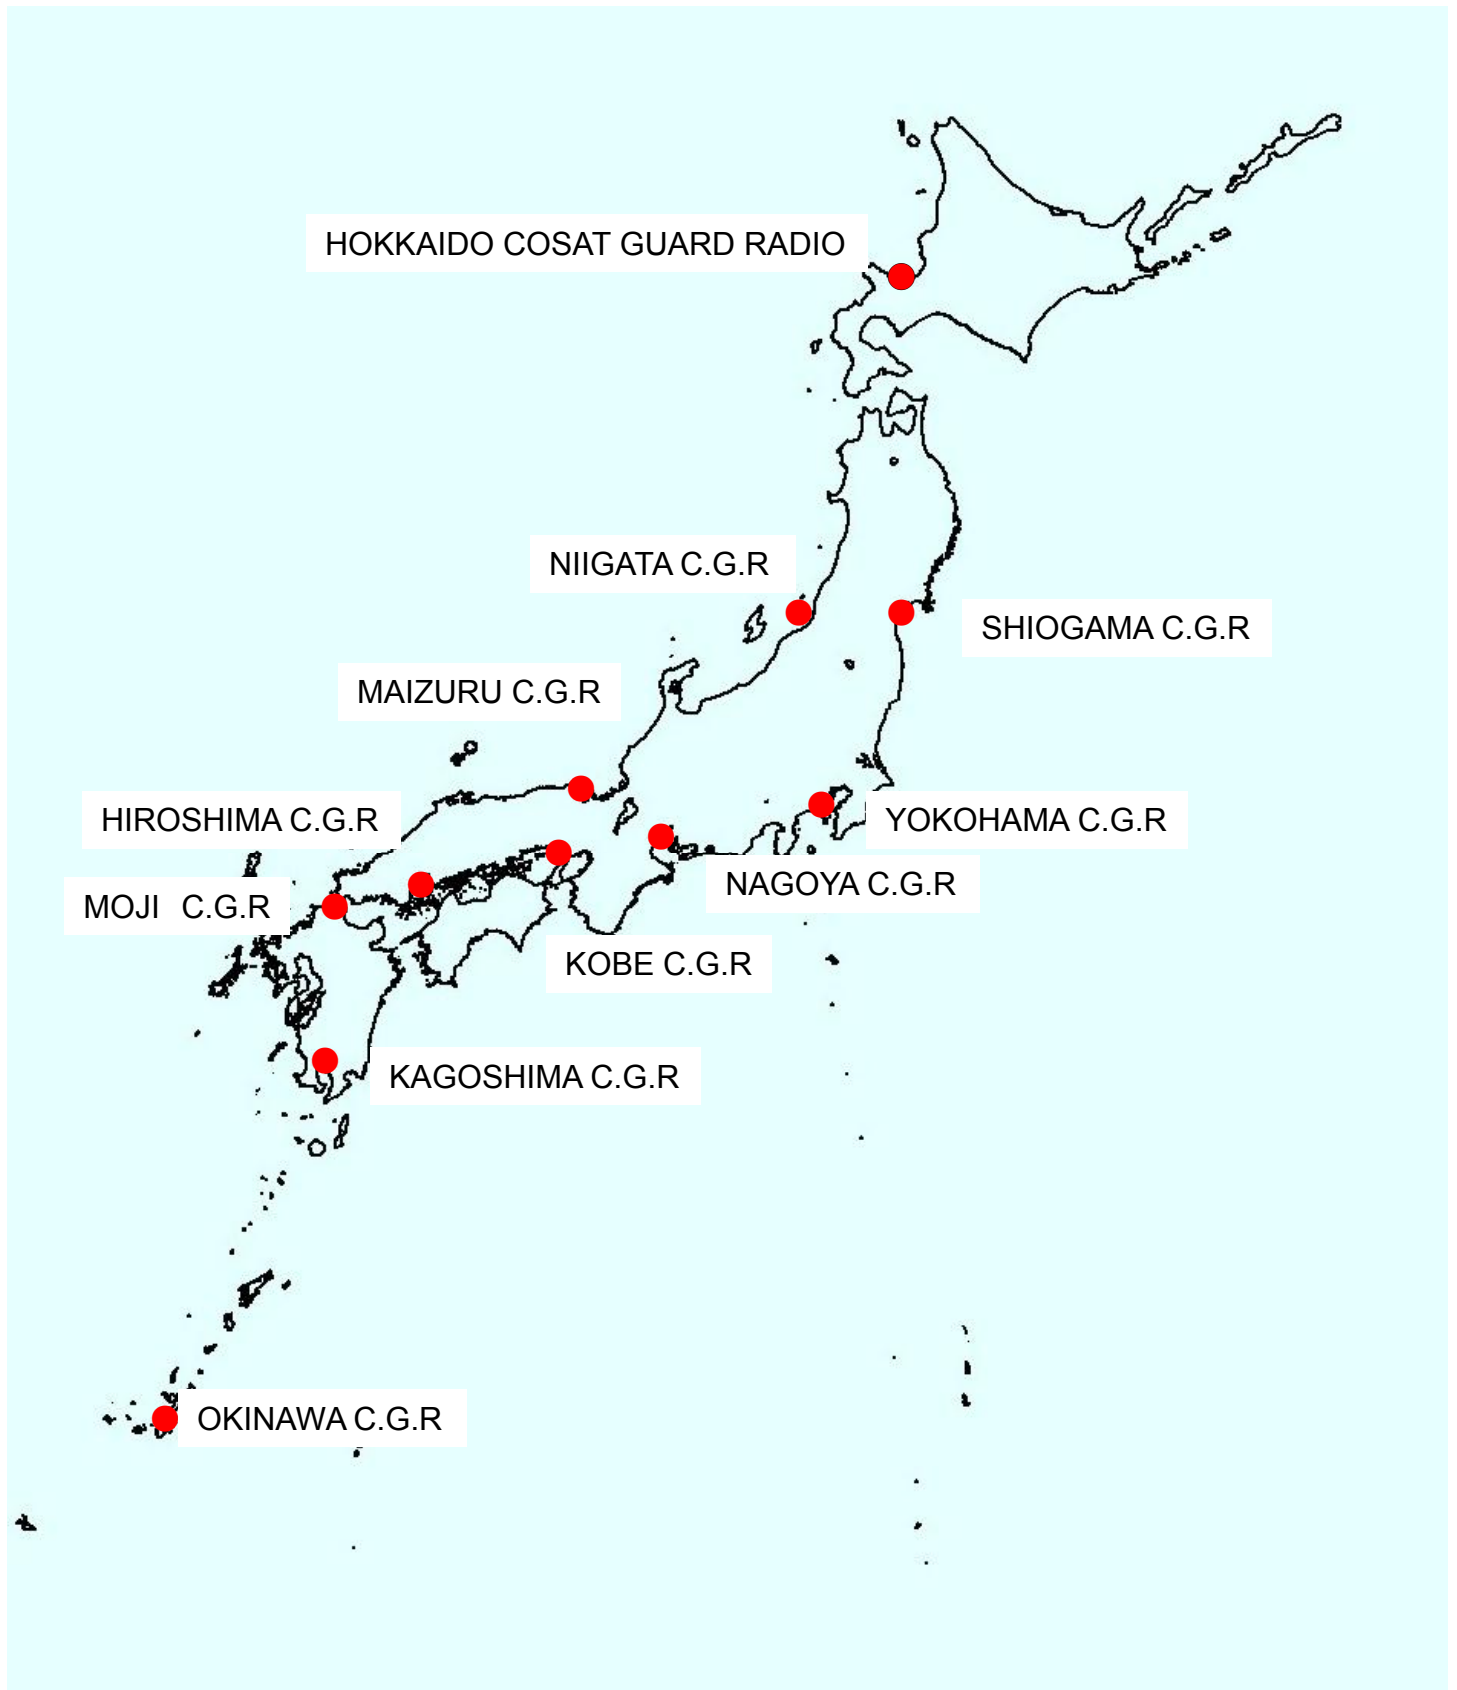 HOKKAIDO COSAT GUARD RADIO
NIIGATA C.G.R
SHIOGAMA C.G.R
MAIZURU C.G.R
HIROSHIMA C.G.R
YOKOHAMA C.G.R
NAGOYA C.G.R
MOJI C.G.R
KOBE C.G.R
KAGOSHIMA C.G.R
OKINAWA C.G.R